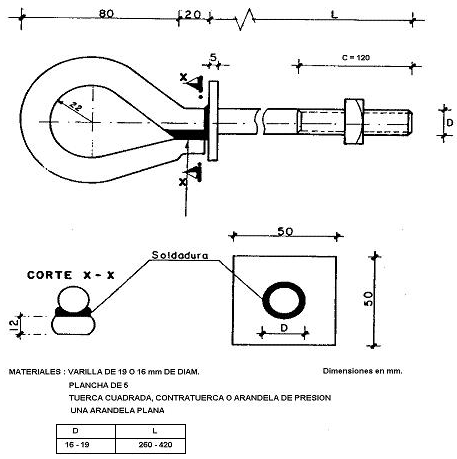 80
20
L
5
C = 120
X
22
D
X
50
Soldadura
CORTE X - X
50
12
D
MATERIALES : VARILLA DE 19 O 16 mm DE DIAM.
Dimensiones en mm.
PLANCHA DE 5
TUERCA CUADRADA, CONTRATUERCA O ARANDELA DE PRESION
UNA ARANDELA PLANA
D L
16 - 19 260 - 420